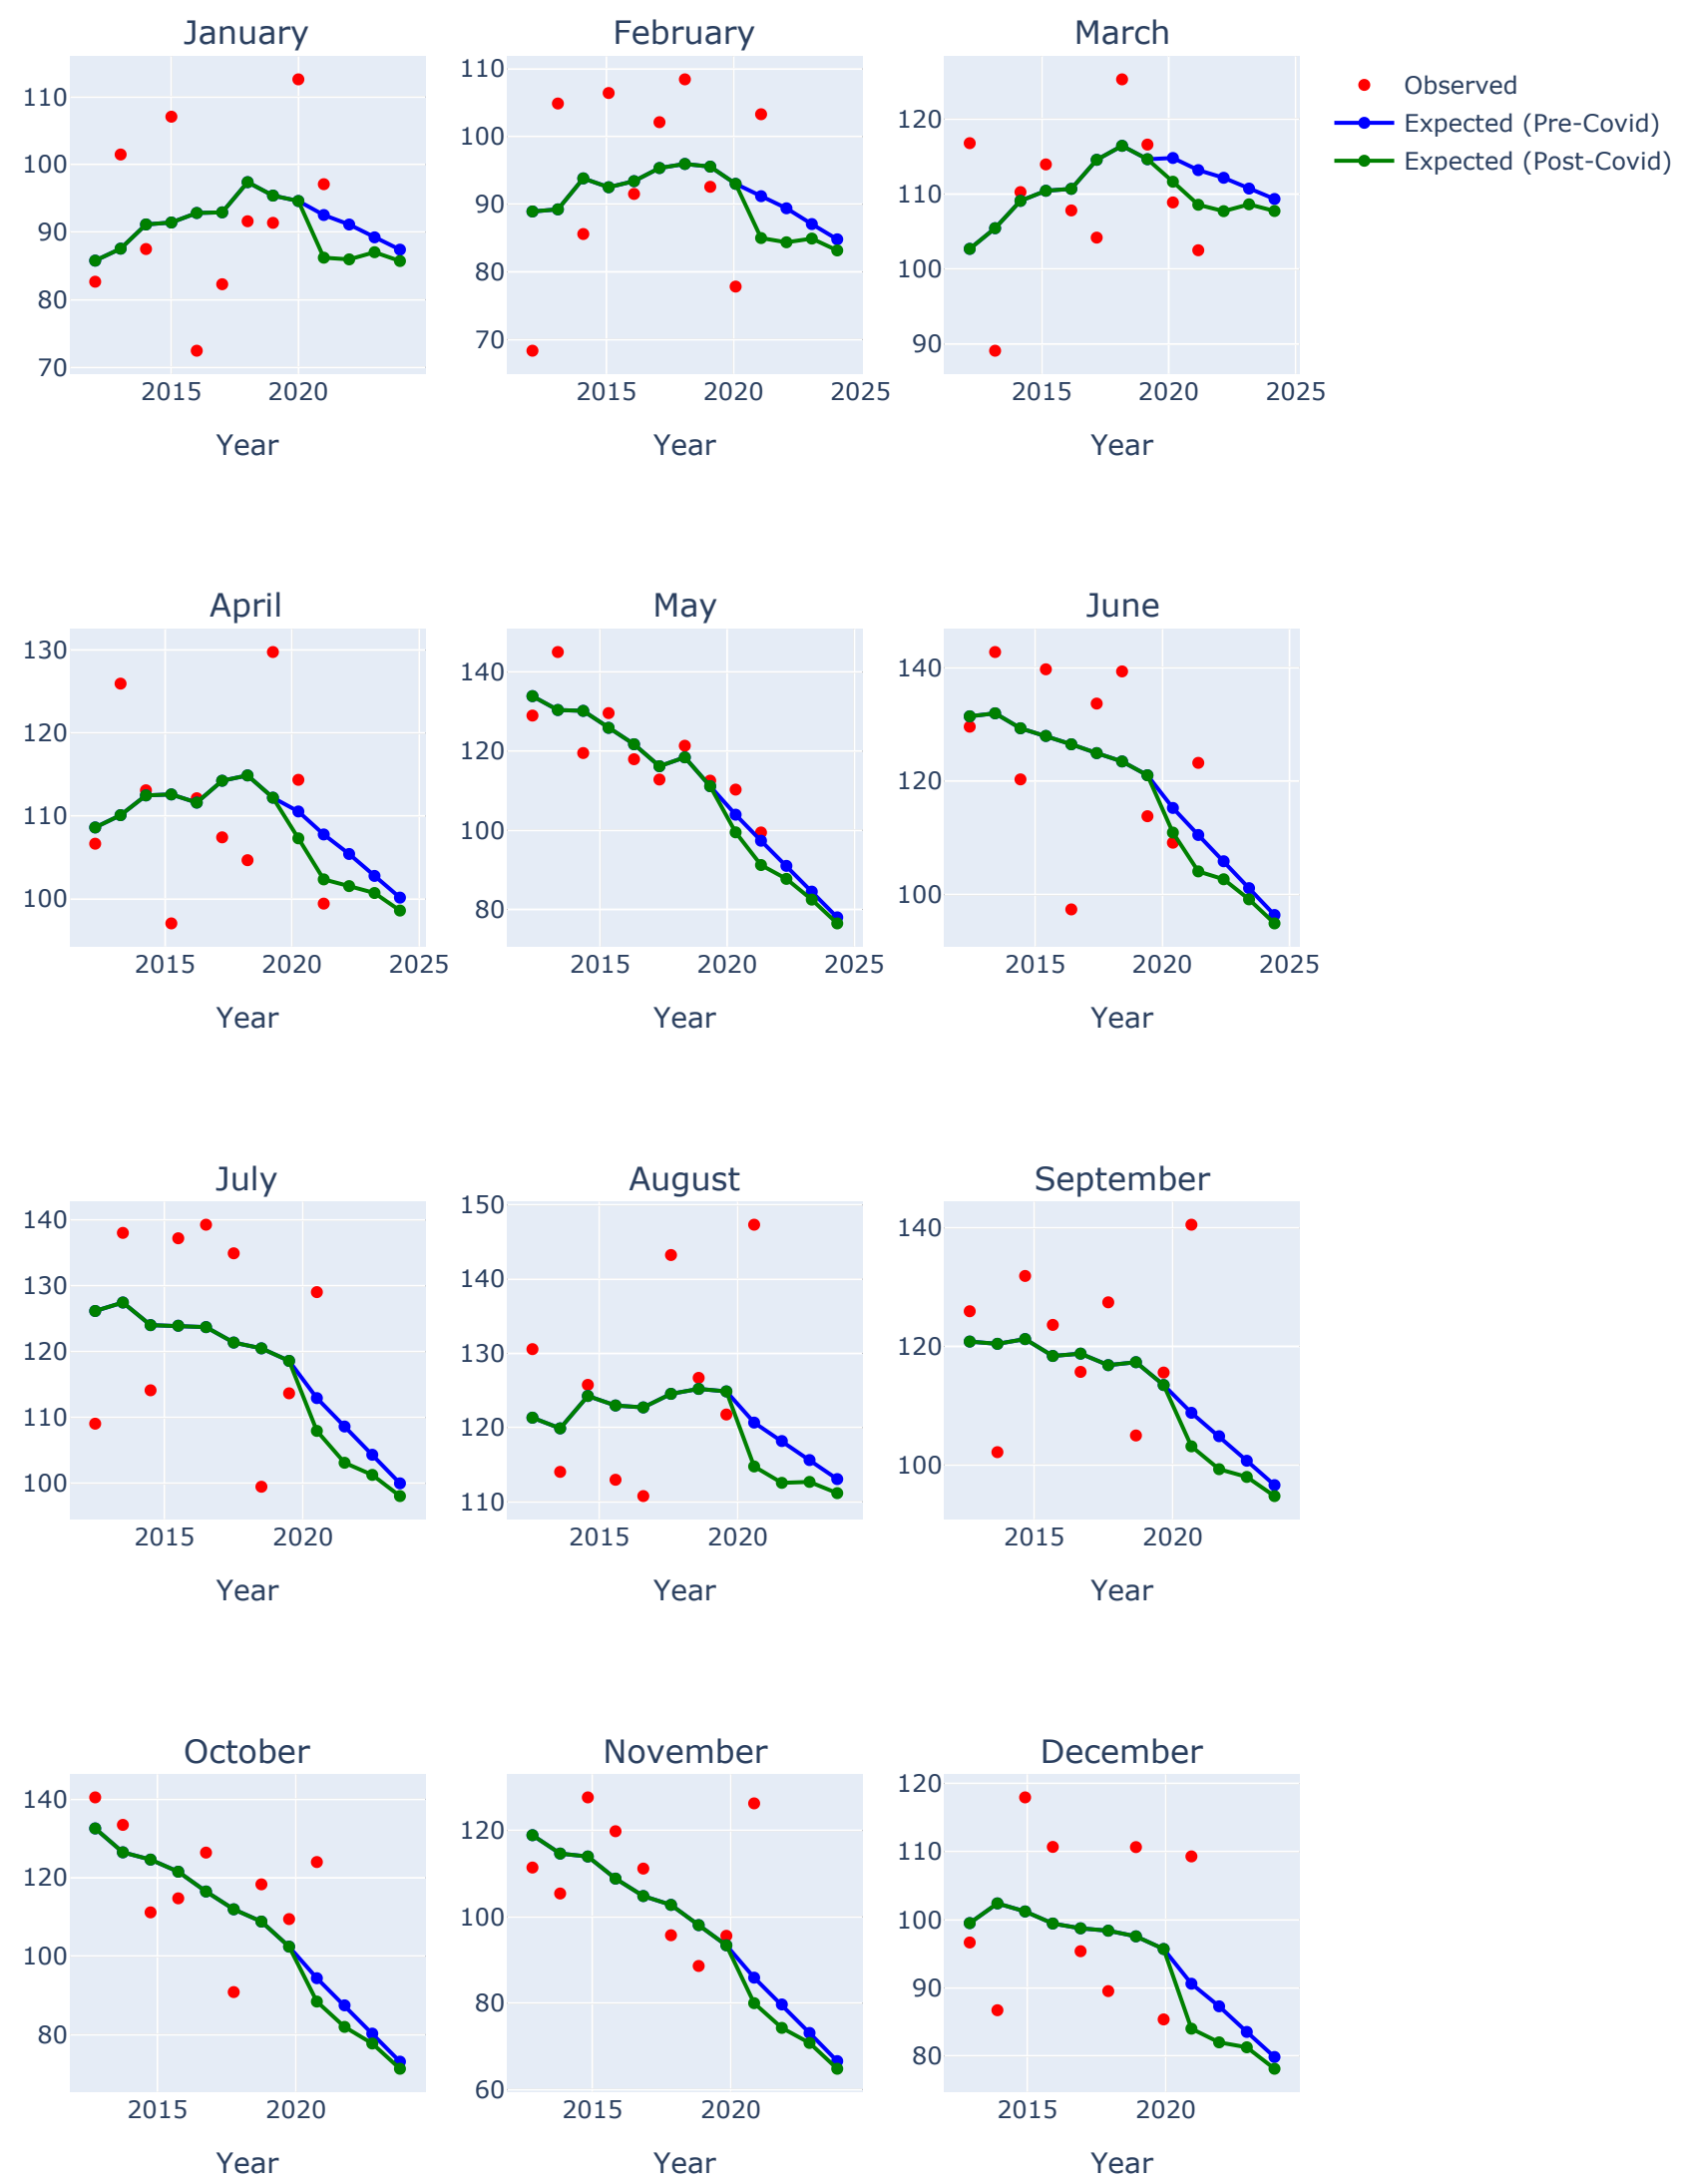 January
February
March
110
100
90
80
70
2015
2020
Year
110
100
90
80
70
2015
2020
2025
Year
120
110
100
90
2015
2020
2025
Year
Observed
Expected (Pre-Covid)
Expected (Post-Covid)
April
May
June
130
120
110
100
2015
2020
2025
Year
140
120
100
80
2015
2020
2025
Year
140
120
100
2015
2020
2025
Year
July
August
September
140
130
120
110
100
2015
2020
Year
150
140
130
120
110
2015
2020
Year
140
120
100
2015
2020
Year
October
November
December
140
120
100
80
2015
2020
Year
120
100
80
60
2015
2020
Year
120
110
100
90
80
2015
2020
Year